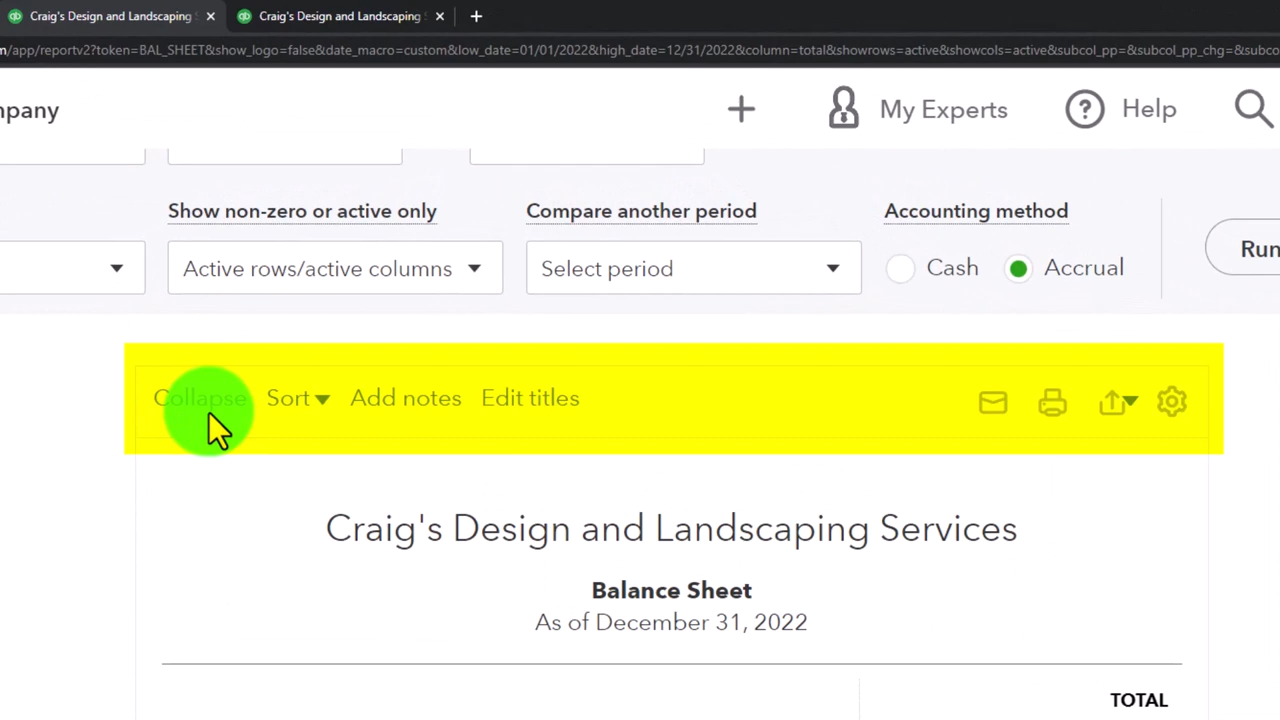 Craig's Design and Landscaping S
Craig's Design and Landscaping S
m/app/reportv2?token=BAL_SHEET&show_logo=false&date_macro=custom&low_date=01/01/2022&high_date=12/31/2022&column=total&showrows=active&showcols=active&subcol_pp=&subcol_pp_chg=&subco
mpany
My Experts
Help
Show non-zero or active only
Compare another period
Accounting method
Active rows/active columns
Select period
Cash
Accrual
Run
Collapse
Sort
Add notes
Edit titles
Craig's Design and Landscaping Services
Balance Sheet
As of December 31, 2022
TOTAL